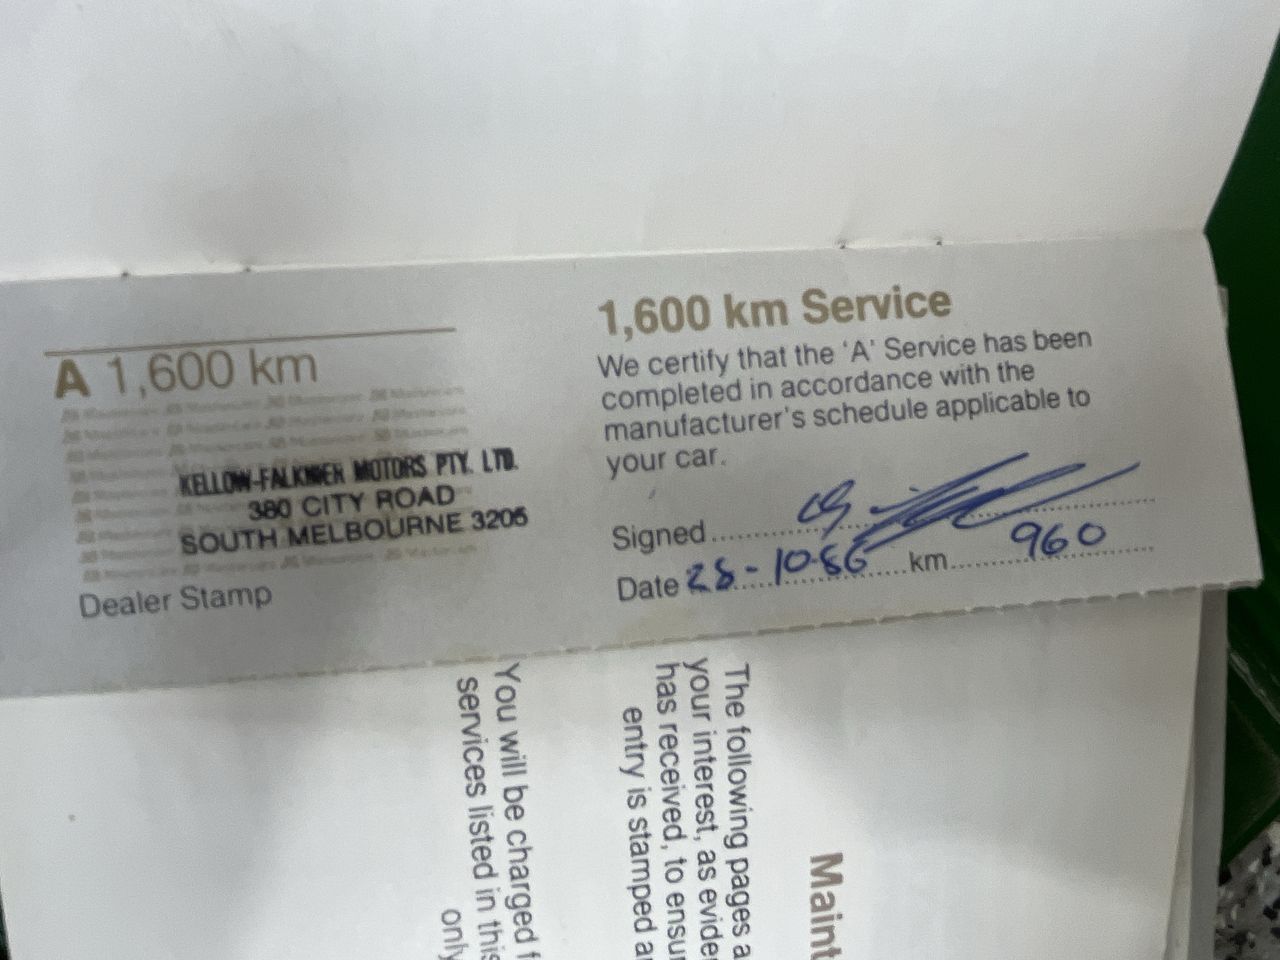 A 1,600 km
KELLOW-FALKINER MOTORS PTY. LTD.
380 CITY ROAD
SOUTH MELBOURNE 3205
Dealer Stamp
1,600 km Service
We certify that the 'A' Service has been
completed in accordance with the
manufacturer's schedule applicable to
your car.
Signed
Date 28-10-86 km 960
Maint
The following pages a
your interest, as eviden
has received, to ensur
entry is stamped a
You will be charged f
services listed in this
only